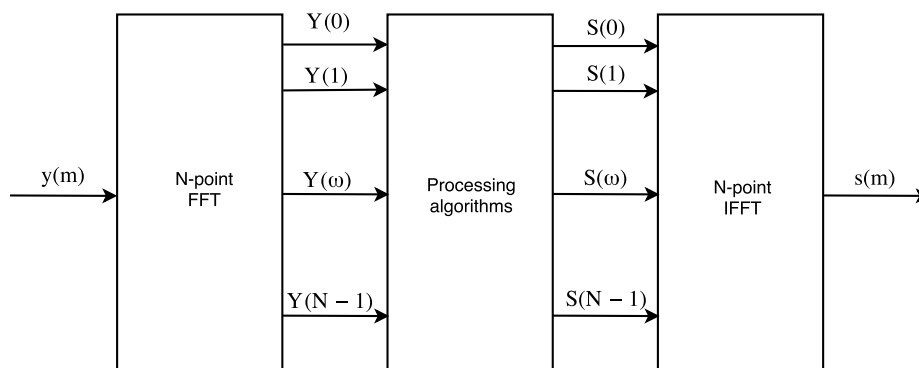 Y(0)
S(0)
Y(1)
S(1)
y(m)
N-point
FFT
Y(ω)
Processing
algorithms
S(ω)
N-point
IFFT
s(m)
Y(N − 1)
S(N − 1)